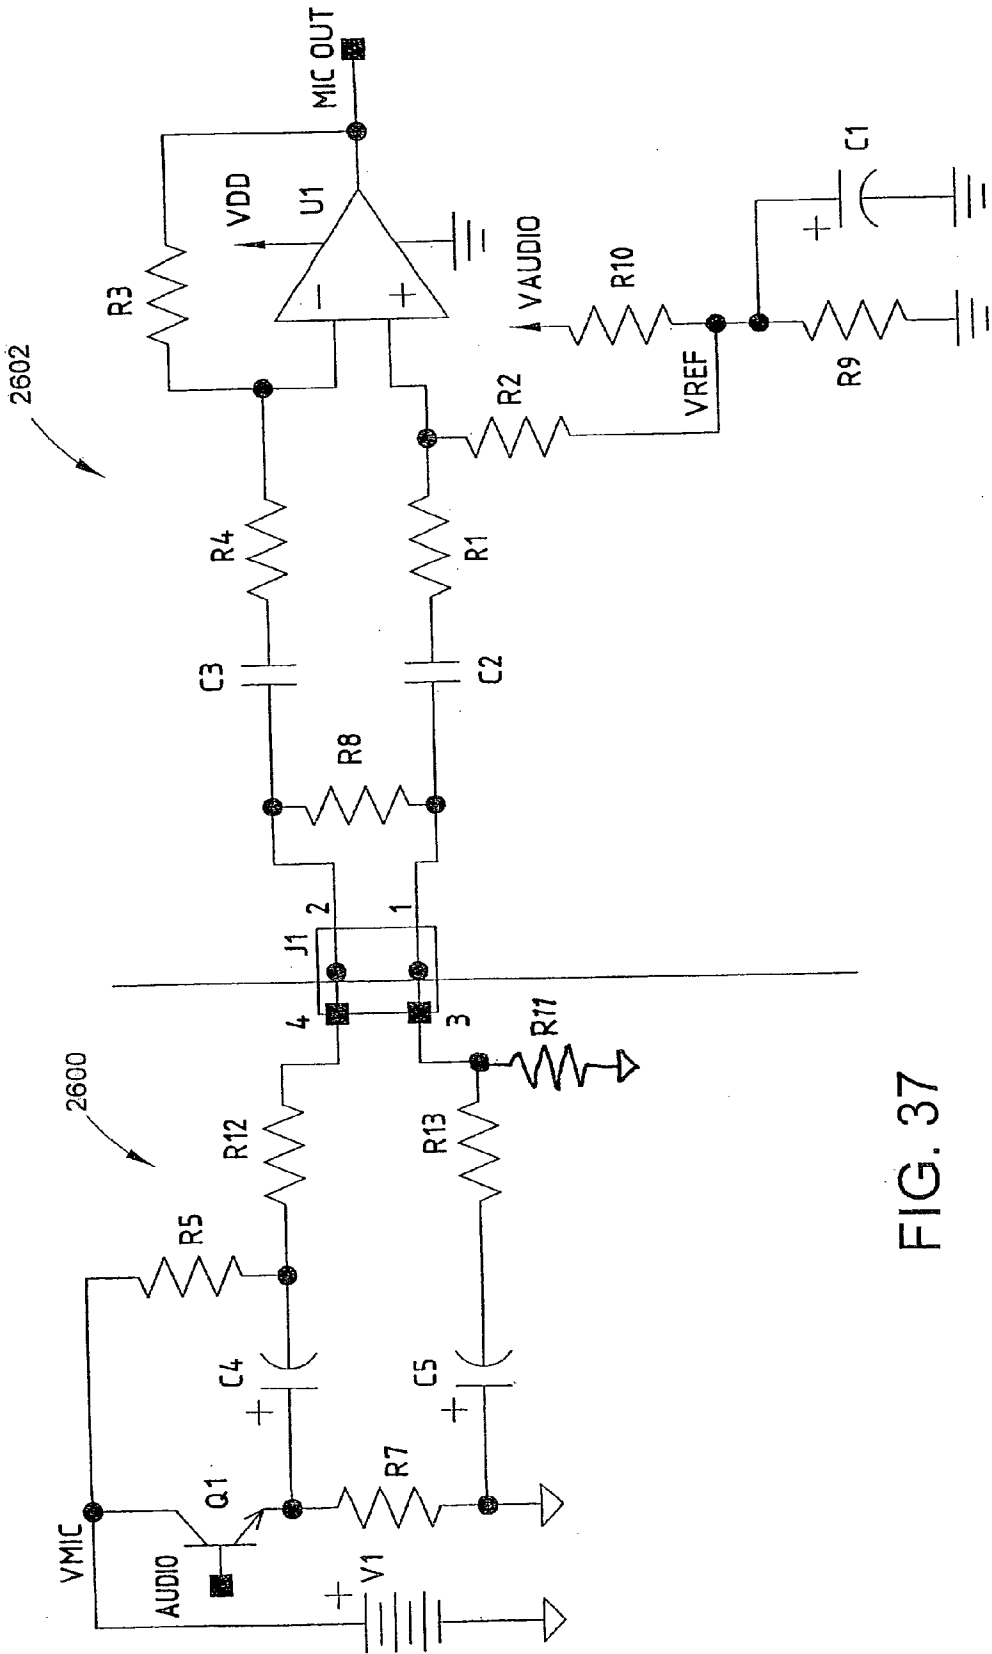 2602
2600
MIC OUT
R3
VDD
U1
−
+
VAUDIO
R10
+
C1
VREF
R9
R2
R4
R1
C3
C2
R8
J1
2
1
4
3
R11
R12
R13
R5
C4
+
C5
+
R7
Q1
VMIC
AUDIO
+
V1
FIG. 37